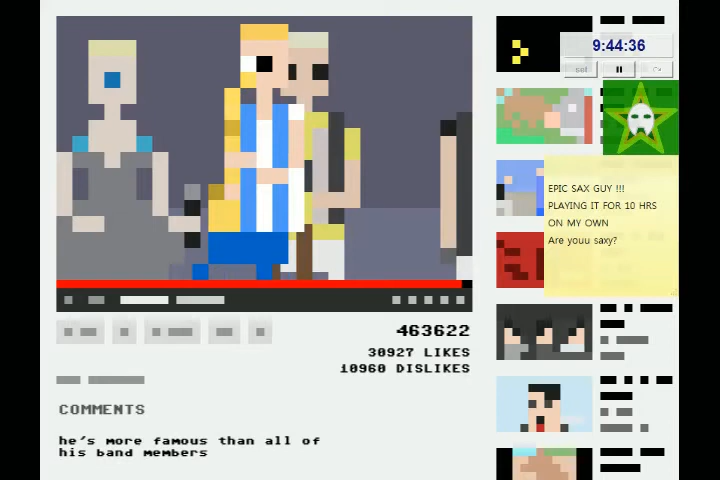 9:44:36
set
EPIC SAX GUY !!!
PLAYING IT FOR 10 HRS
ON MY OWN
Are youu saxy?
463622
30927 LIKES
10960 DISLIKES
COMMENTS
he's more famous than all of
his band members